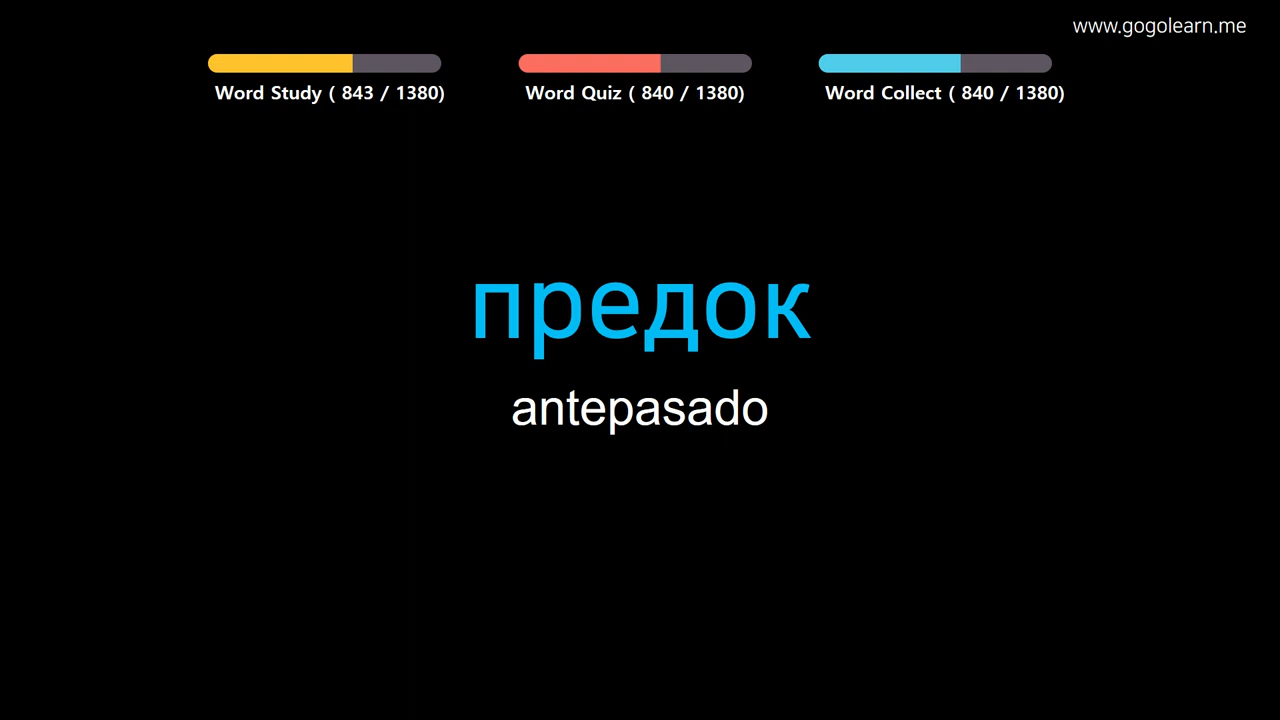 www.gogolearn.me
Word Study ( 843 / 1380)
Word Quiz ( 840 / 1380)
Word Collect ( 840 / 1380)
предок
antepasado